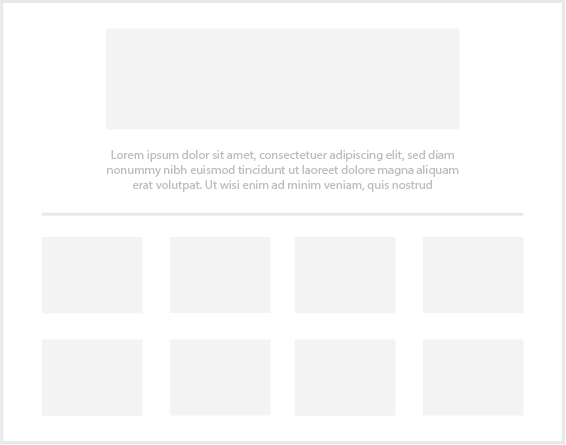 Lorem ipsum dolor sit amet, consectetuer adipiscing elit, sed diam
nonummy nibh euismod tincidunt ut laoreet dolore magna aliquam
erat volutpat. Ut wisi enim ad minim veniam, quis nostrud